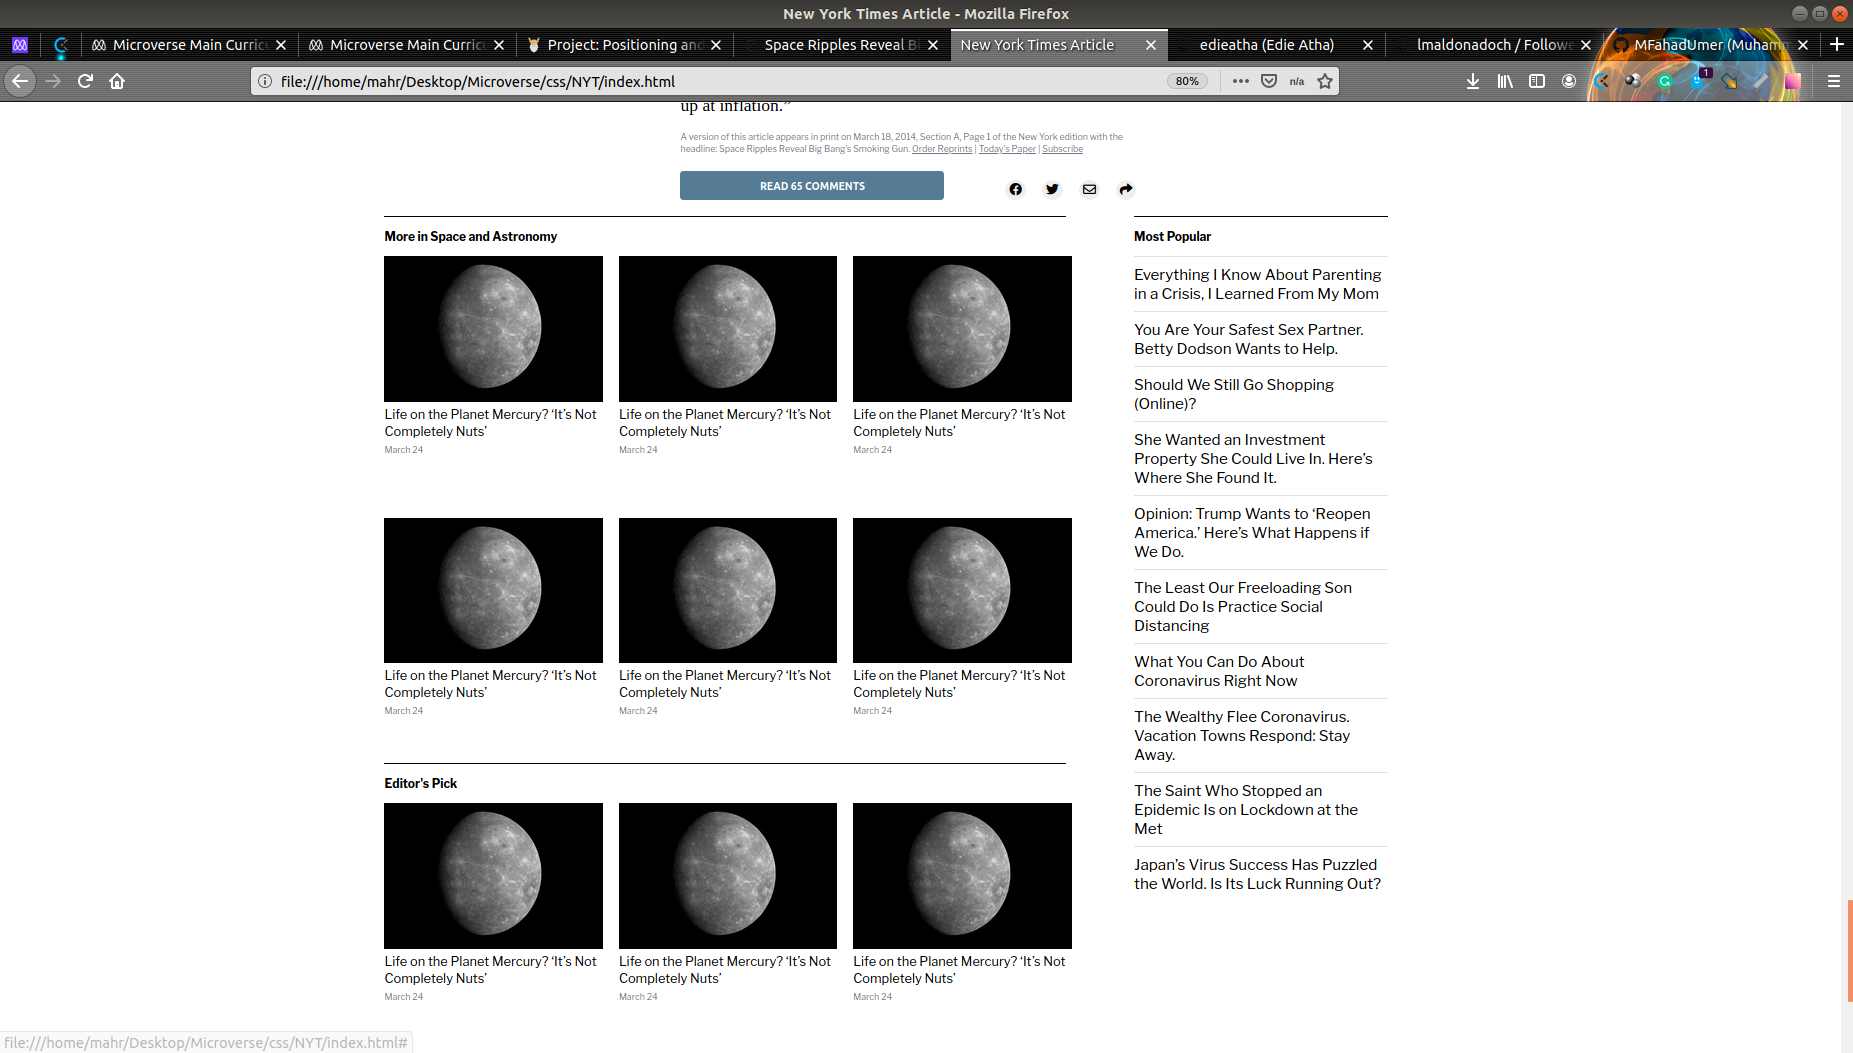 New York Times Article - Mozilla Firefox
Microverse Main Curric
Microverse Main Curric
Project: Positioning and
Space Ripples Reveal Bi
New York Times Article
edieatha (Edie Atha)
lmaldonadoch / Followe
MFahadUmer (Muhamm
file:///home/mahr/Desktop/Microverse/css/NYT/index.html
80%
n/a
1
up at inflation.”
A version of this article appears in print on March 18, 2014, Section A, Page 1 of the New York edition with the
headline: Space Ripples Reveal Big Bang's Smoking Gun. Order Reprints | Today's Paper | Subscribe
READ 65 COMMENTS
More in Space and Astronomy
Life on the Planet Mercury? ‘It’s Not
Completely Nuts’
March 24
Life on the Planet Mercury? ‘It’s Not
Completely Nuts’
March 24
Life on the Planet Mercury? ‘It’s Not
Completely Nuts’
March 24
Life on the Planet Mercury? ‘It’s Not
Completely Nuts’
March 24
Life on the Planet Mercury? ‘It’s Not
Completely Nuts’
March 24
Life on the Planet Mercury? ‘It’s Not
Completely Nuts’
March 24
Editor's Pick
Life on the Planet Mercury? ‘It’s Not
Completely Nuts’
March 24
Life on the Planet Mercury? ‘It’s Not
Completely Nuts’
March 24
Life on the Planet Mercury? ‘It’s Not
Completely Nuts’
March 24
Most Popular
Everything I Know About Parenting
in a Crisis, I Learned From My Mom
You Are Your Safest Sex Partner.
Betty Dodson Wants to Help.
Should We Still Go Shopping
(Online)?
She Wanted an Investment
Property She Could Live In. Here’s
Where She Found It.
Opinion: Trump Wants to ‘Reopen
America.’ Here’s What Happens if
We Do.
The Least Our Freeloading Son
Could Do Is Practice Social
Distancing
What You Can Do About
Coronavirus Right Now
The Wealthy Flee Coronavirus.
Vacation Towns Respond: Stay
Away.
The Saint Who Stopped an
Epidemic Is on Lockdown at the
Met
Japan’s Virus Success Has Puzzled
the World. Is Its Luck Running Out?
file:///home/mahr/Desktop/Microverse/css/NYT/index.html#